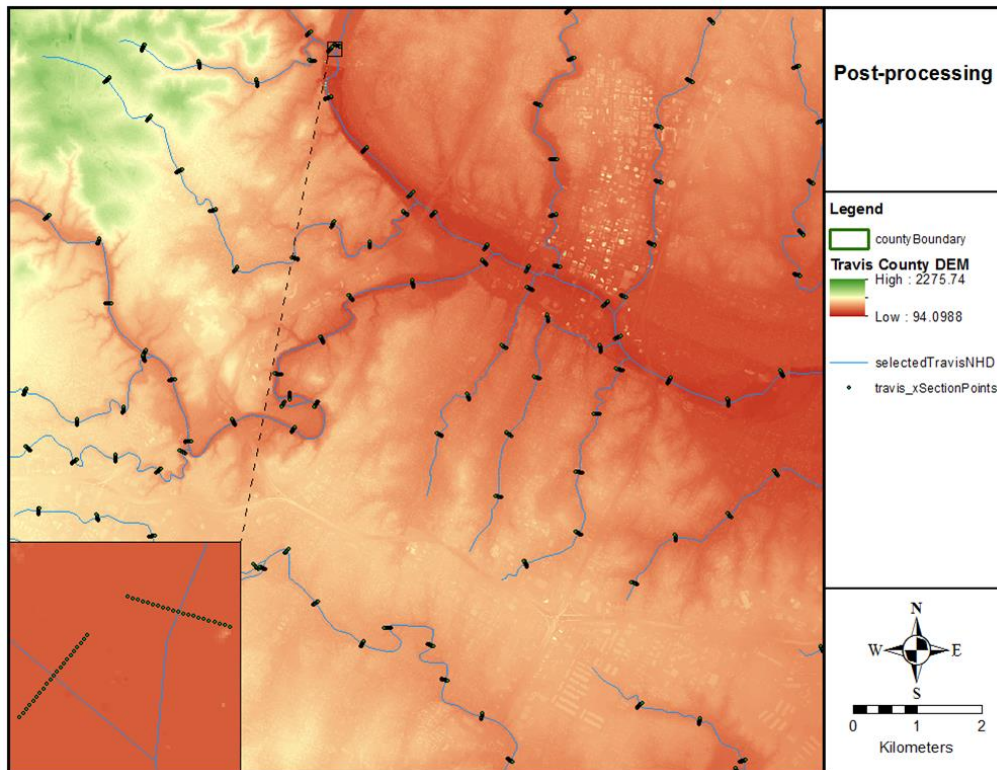 Post-processing
Legend
countyBoundary
Travis County DEM
High : 2275.74
Low : 94.0988
selectedTravisNHD
travis_xSectionPoints
N
W E
S
0 1 2
Kilometers